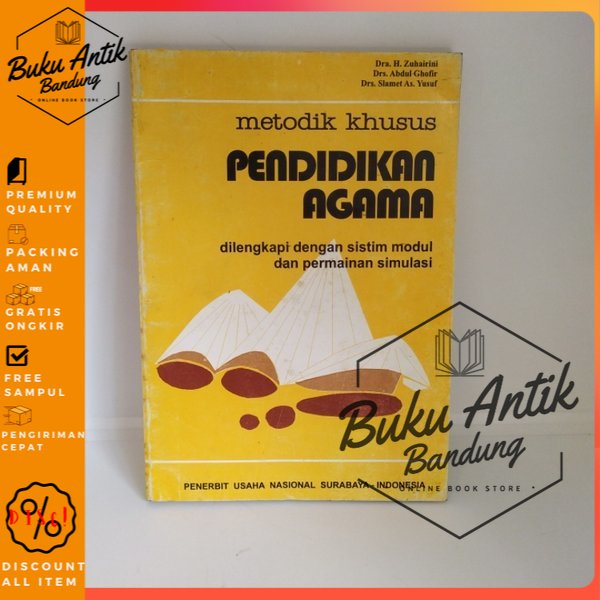 Buku Antik
Bandung
• ONLINE BOOK STORE •
PREMIUM
QUALITY
PACKING
AMAN
FREE
GRATIS
ONGKIR
FREE
SAMPUL
PENGIRIMAN
CEPAT
DISC!
%
DISCOUNT
ALL ITEM
Dra. H. Zuhairini
Drs. Abdul Ghofir
Drs. Slamet As. Yusuf
metodik khusus
PENDIDIKAN
AGAMA
dilengkapi dengan sistim modul
dan permainan simulasi
PENERBIT USAHA NASIONAL SURABAYA-INDONESIA
Buku Antik
Bandung
• ONLINE BOOK STORE •